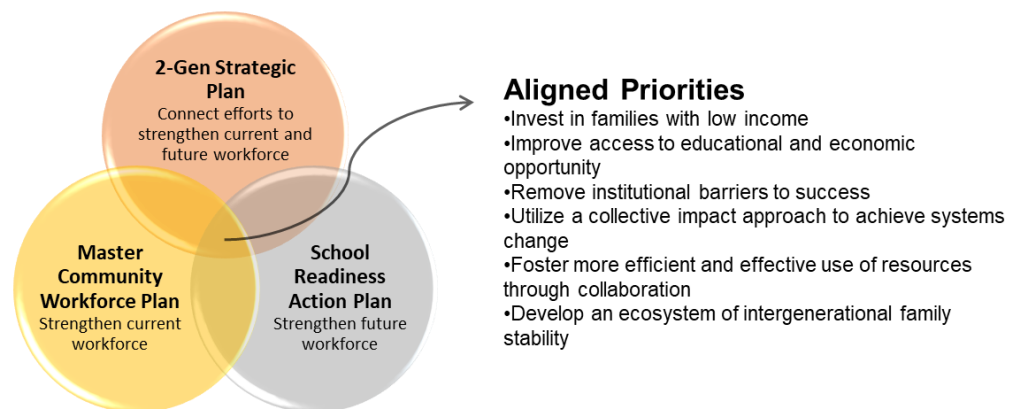 2-Gen Strategic
Plan
Connect efforts to
strengthen current and
future workforce
Master
Community
Workforce Plan
Strengthen current
workforce
School
Readiness
Action Plan
Strengthen future
workforce
Aligned Priorities
•Invest in families with low income
•Improve access to educational and economic
opportunity
•Remove institutional barriers to success
•Utilize a collective impact approach to achieve systems
change
•Foster more efficient and effective use of resources
through collaboration
•Develop an ecosystem of intergenerational family
stability